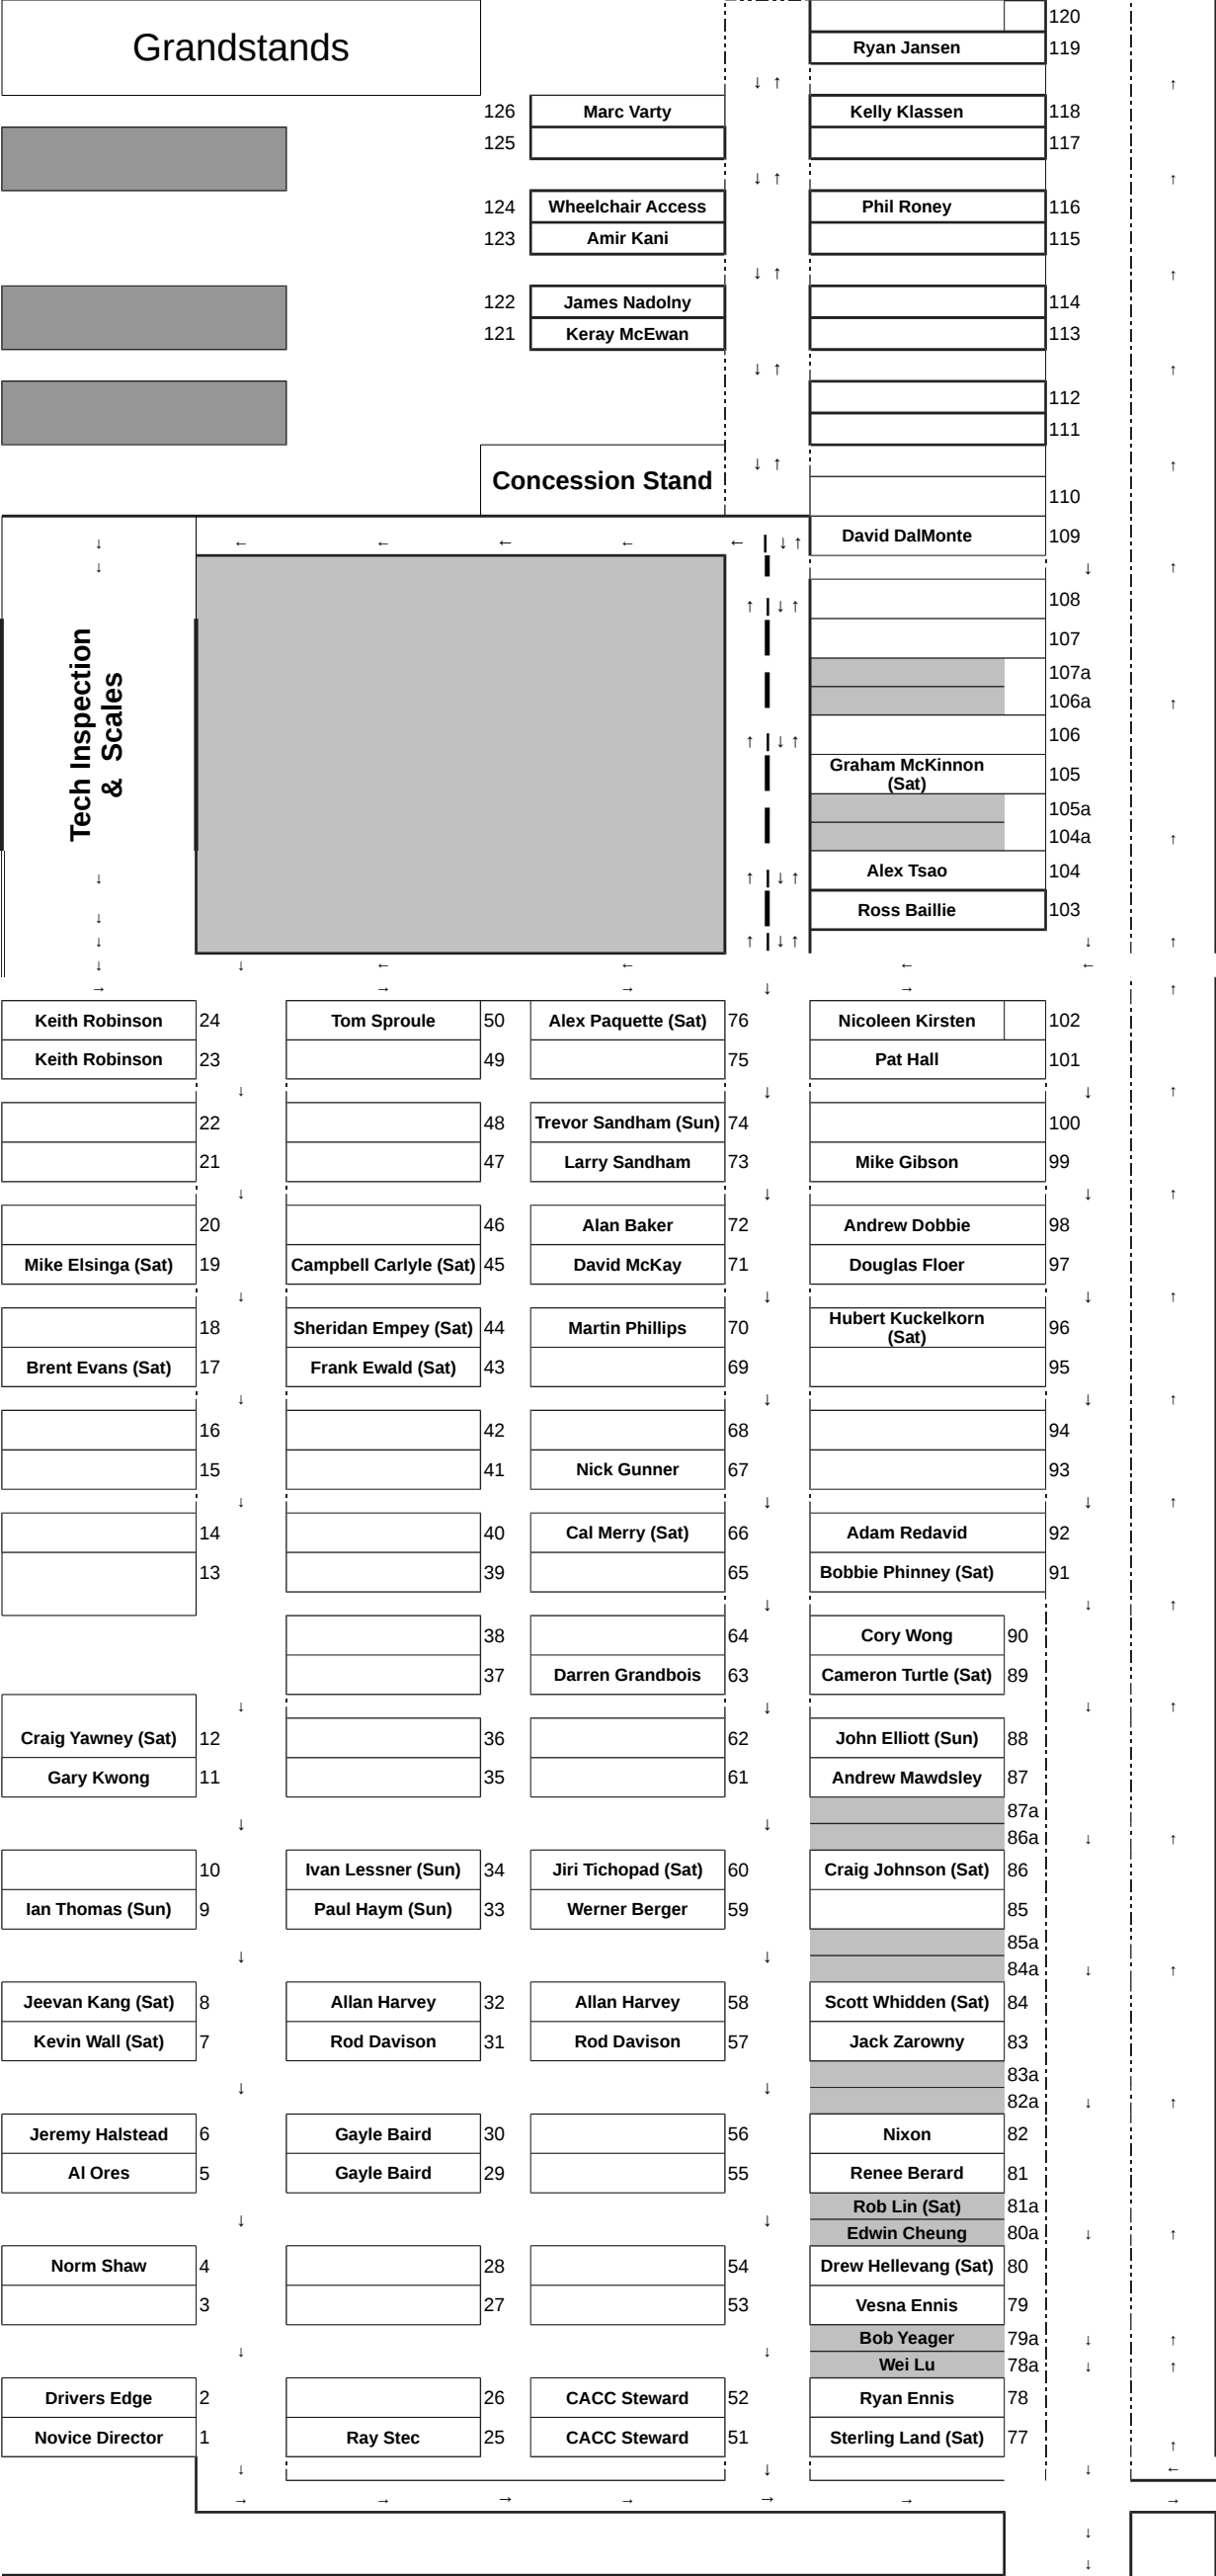 120
Grandstands
Ryan Jansen 119
↓ ↑ ↑
126 Marc Varty Kelly Klassen 118
125 117
↓ ↑ ↑
124 Wheelchair Access Phil Roney 116
123 Amir Kani 115
↓ ↑ ↑
122 James Nadolny 114
121 Keray McEwan 113
↓ ↑ ↑
112
111
↓ ↑ ↑
Concession Stand
110
David DalMonte 109
↓ ← ← ← ← ← ↓ ↑
↓ ↓ ↑
108
↑ ↓ ↑
107
107a
106a ↑
106
↑ ↓ ↑
Tech Inspection
& Scales
Graham McKinnon
(Sat) 105
105a
104a ↑
Alex Tsao 104
↓ ↑ ↓ ↑
Ross Baillie 103
↓
↓ ↑ ↓ ↑ ↓ ↑
↓ ↓ ← ← ← ←
→ → → ↓ → ↑
Keith Robinson 24 Tom Sproule 50 Alex Paquette (Sat) 76 Nicoleen Kirsten 102
Keith Robinson 23 49 75 Pat Hall 101
↓ ↓ ↓ ↑
22 48 Trevor Sandham (Sun) 74 100
21 47 Larry Sandham 73 Mike Gibson 99
↓ ↓ ↓ ↑
20 46 Alan Baker 72 Andrew Dobbie 98
Mike Elsinga (Sat) 19 Campbell Carlyle (Sat) 45 David McKay 71 Douglas Floer 97
↓ ↓ ↓ ↑
18 Sheridan Empey (Sat) 44 Martin Phillips 70 Hubert Kuckelkorn
(Sat) 96
Brent Evans (Sat) 17 Frank Ewald (Sat) 43 69 95
↓ ↓ ↓ ↑
16 42 68 94
15 41 Nick Gunner 67 93
↓ ↓ ↓ ↑
14 40 Cal Merry (Sat) 66 Adam Redavid 92
13 39 65 Bobbie Phinney (Sat) 91
↓ ↓ ↑
38 64 Cory Wong 90
37 Darren Grandbois 63 Cameron Turtle (Sat) 89
↓ ↓ ↓ ↑
Craig Yawney (Sat) 12 36 62 John Elliott (Sun) 88
Gary Kwong 11 35 61 Andrew Mawdsley 87
87a
↓ ↓
86a ↓ ↑
10 Ivan Lessner (Sun) 34 Jiri Tichopad (Sat) 60 Craig Johnson (Sat) 86
Ian Thomas (Sun) 9 Paul Haym (Sun) 33 Werner Berger 59 85
85a
↓ ↓
84a ↓ ↑
Jeevan Kang (Sat) 8 Allan Harvey 32 Allan Harvey 58 Scott Whidden (Sat) 84
Kevin Wall (Sat) 7 Rod Davison 31 Rod Davison 57 Jack Zarowny 83
83a
↓ ↓
82a ↓ ↑
Jeremy Halstead 6 Gayle Baird 30 56 Nixon 82
Al Ores 5 Gayle Baird 29 55 Renee Berard 81
Rob Lin (Sat) 81a
↓ ↓
Edwin Cheung 80a ↓ ↑
Norm Shaw 4 28 54 Drew Hellevang (Sat) 80
3 27 53 Vesna Ennis 79
Bob Yeager 79a ↓ ↑
↓ ↓
Wei Lu 78a ↓ ↑
Drivers Edge 2 26 CACC Steward 52 Ryan Ennis 78
Novice Director 1 Ray Stec 25 CACC Steward 51 Sterling Land (Sat) 77
↑
↓ ↓ ↓ ←
→ → → → → → →
↓
↓